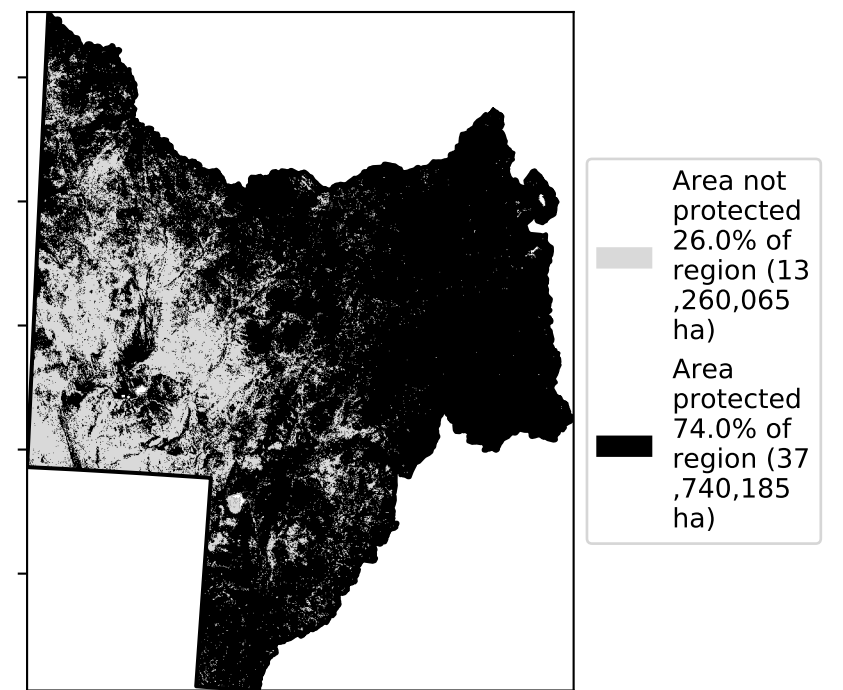 Area not
protected
26.0% of
region (13
,260,065
ha)
Area
protected
74.0% of
region (37
,740,185
ha)